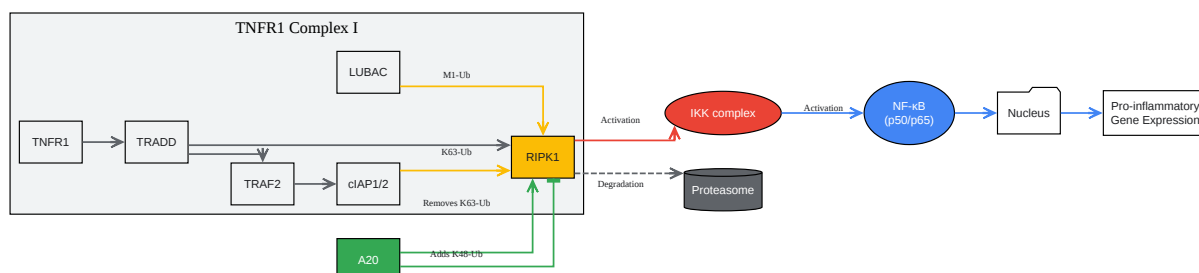 TNFR1 Complex I
LUBAC
M1-Ub
TNFR1
TRADD
K63-Ub
RIPK1
TRAF2
cIAP1/2
Removes K63-Ub
A20
Adds K48-Ub
Activation
IKK complex
Degradation
Proteasome
Activation
NF-κB
(p50/p65)
Nucleus
Pro-inflammatory
Gene Expression